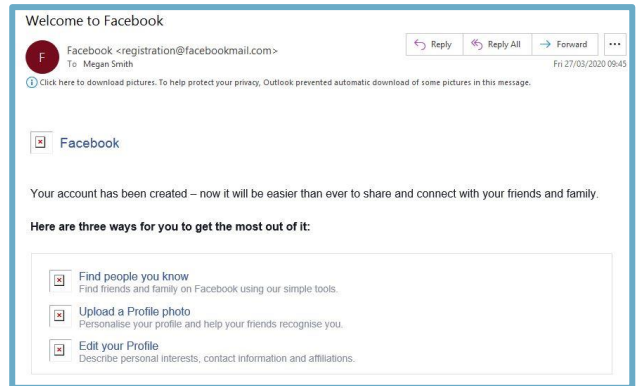 Welcome to Facebook
F
Facebook <registration@facebookmail.com>
To Megan Smith
Reply
Reply All
Forward
Fri 27/03/2020 09:45
Click here to download pictures. To help protect your privacy, Outlook prevented automatic download of some pictures in this message.
Facebook
Your account has been created – now it will be easier than ever to share and connect with your friends and family.
Here are three ways for you to get the most out of it:
Find people you know
Find friends and family on Facebook using our simple tools.
Upload a Profile photo
Personalise your profile and help your friends recognise you.
Edit your Profile
Describe personal interests, contact information and affiliations.